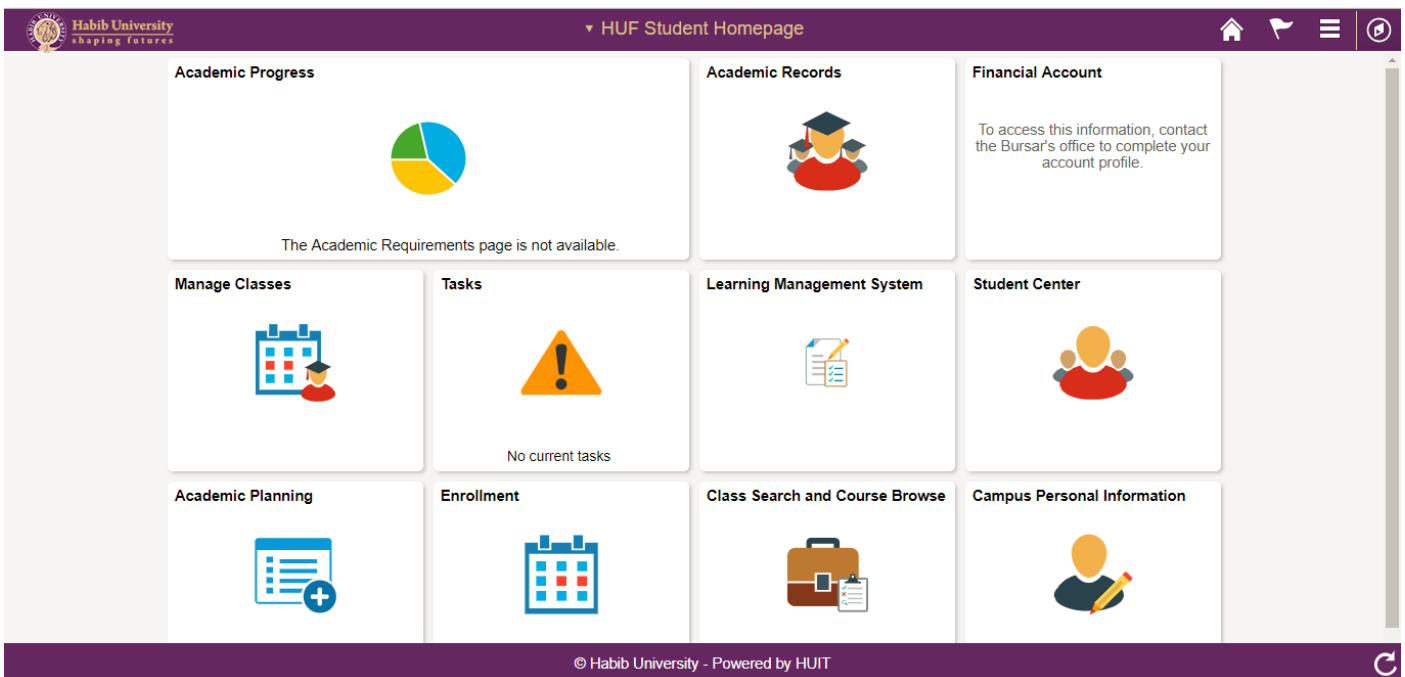 Habib University
shaping futures
HUF Student Homepage
Academic Progress
The Academic Requirements page is not available.
Academic Records
Financial Account
To access this information, contact
the Bursar's office to complete your
account profile.
Manage Classes
Tasks
No current tasks
Learning Management System
Student Center
Academic Planning
Enrollment
Class Search and Course Browse
Campus Personal Information
© Habib University - Powered by HUIT